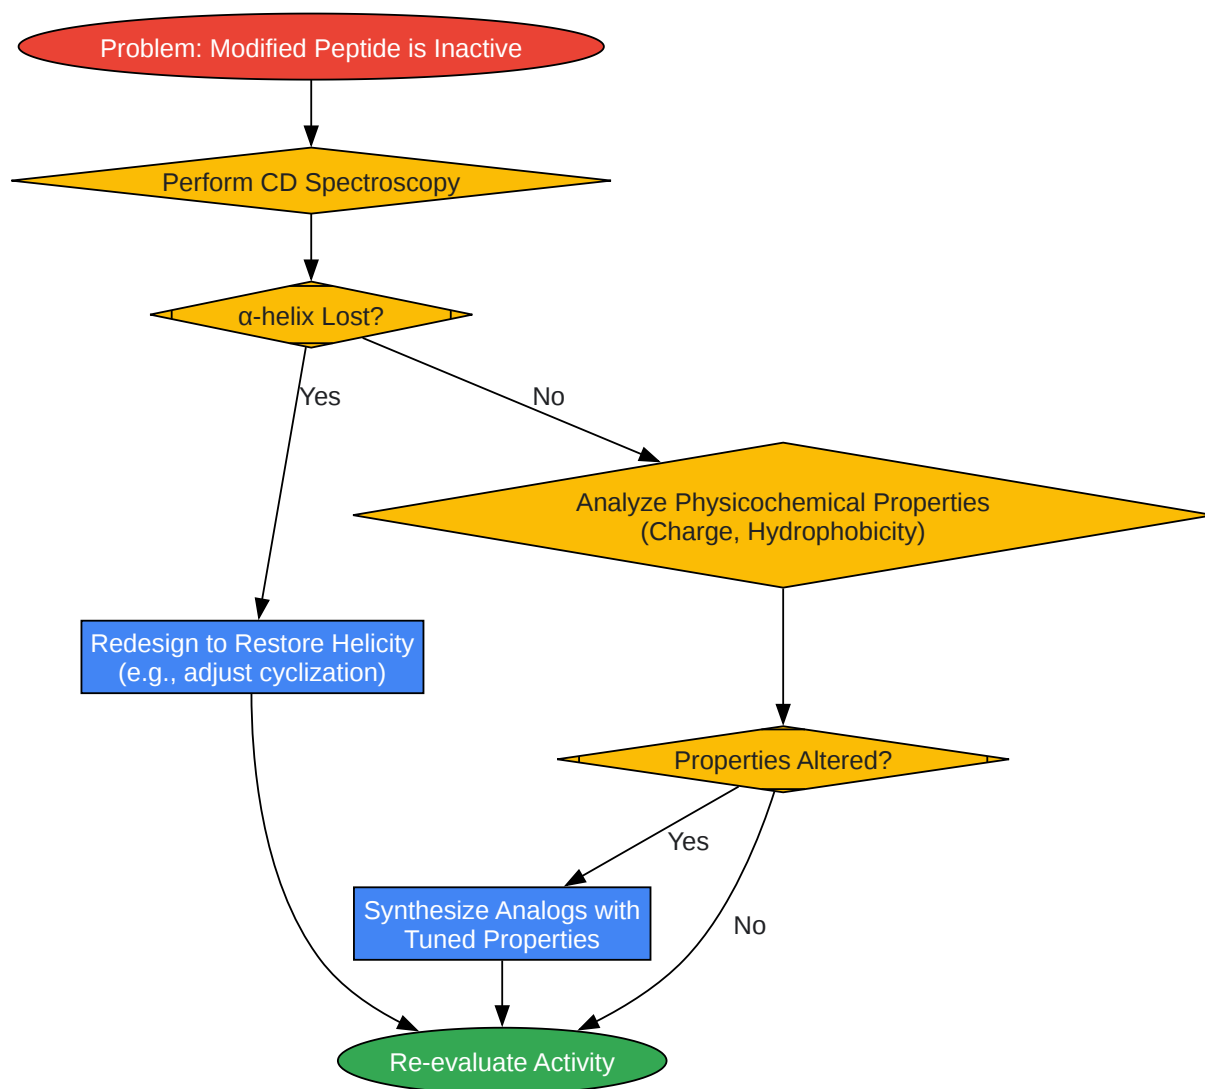 Problem: Modified Peptide is Inactive
Perform CD Spectroscopy
α-helix Lost?
Yes
No
Analyze Physicochemical Properties
(Charge, Hydrophobicity)
Redesign to Restore Helicity
(e.g., adjust cyclization)
Properties Altered?
Yes
Synthesize Analogs with
Tuned Properties
No
Re-evaluate Activity